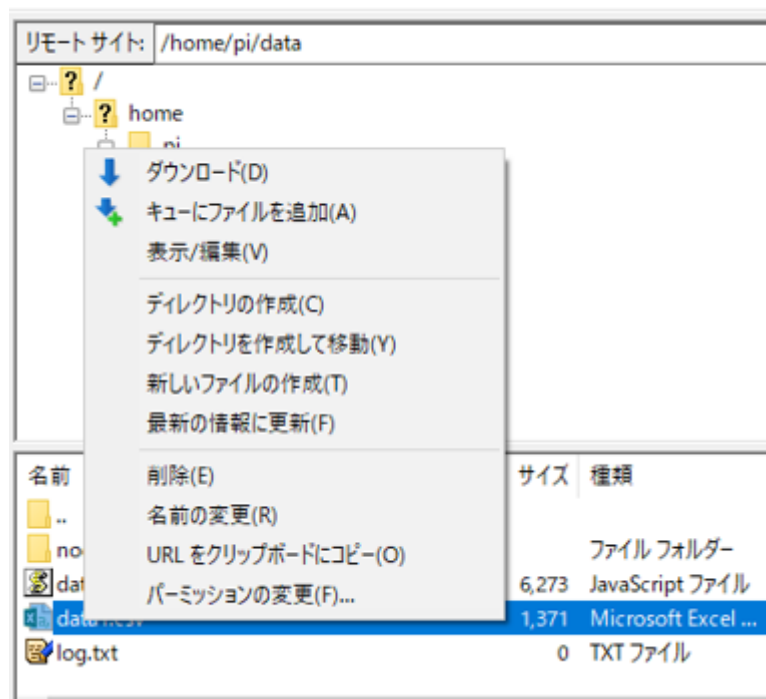 リモート サイト: /home/pi/data
/
home
pi
ダウンロード(D)
キューにファイルを追加(A)
表示/編集(V)
ディレクトリの作成(C)
ディレクトリを作成して移動(Y)
新しいファイルの作成(T)
最新の情報に更新(F)
削除(E)
名前の変更(R)
URL をクリップボードにコピー(O)
パーミッションの変更(F)...
名前 サイズ 種類
..
ファイル フォルダー
6,273 JavaScript ファイル
1,371 Microsoft Excel ...
log.txt 0 TXT ファイル